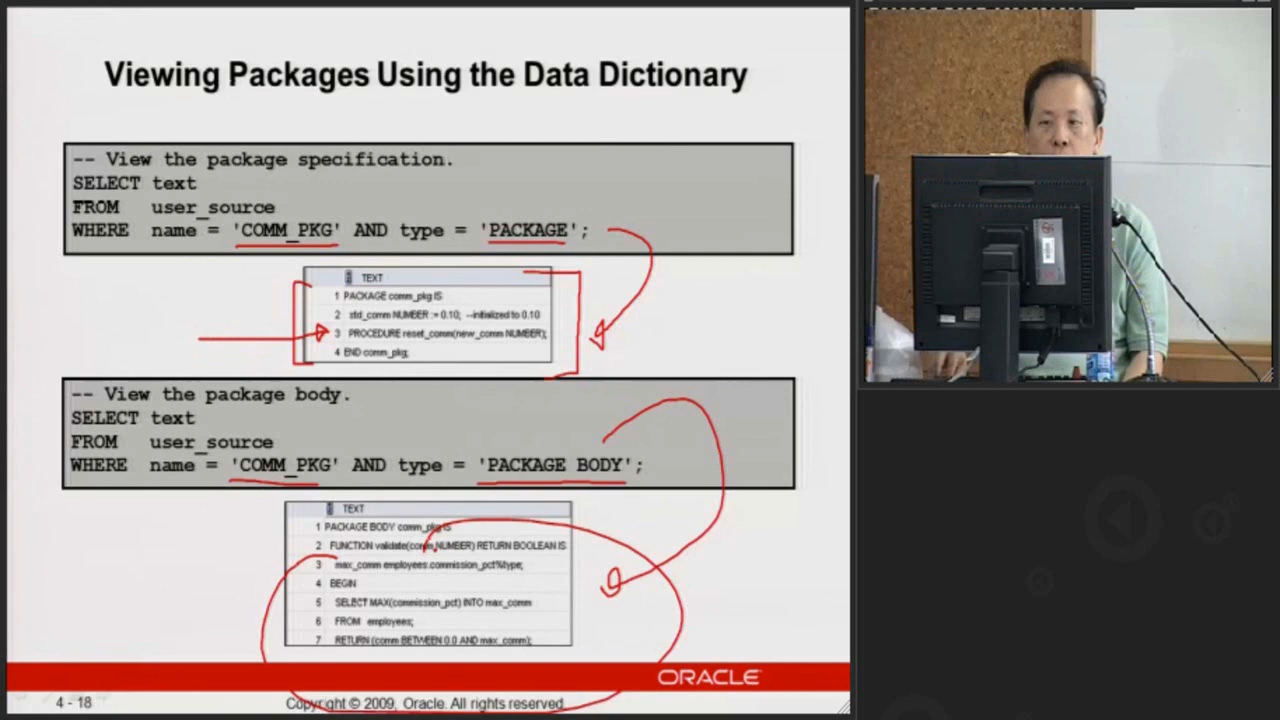 Viewing Packages Using the Data Dictionary
-- View the package specification.
SELECT text
FROM user_source
WHERE name = 'COMM_PKG' AND type = 'PACKAGE';
TEXT
1 PACKAGE comm_pkg IS
2 std_comm NUMBER := 0.10; --initialized to 0.10
3 PROCEDURE reset_comm(new_comm NUMBER);
4 END comm_pkg;
-- View the package body.
SELECT text
FROM user_source
WHERE name = 'COMM_PKG' AND type = 'PACKAGE BODY';
TEXT
1 PACKAGE BODY comm_pkg IS
2 FUNCTION validate(comm NUMBER) RETURN BOOLEAN IS
3 max_comm employees.commission_pct%type;
4 BEGIN
5 SELECT MAX(commission_pct) INTO max_comm
6 FROM employees;
7 RETURN (comm BETWEEN 0.0 AND max_comm);
ORACLE
4 - 18
Copyright © 2009, Oracle. All rights reserved.